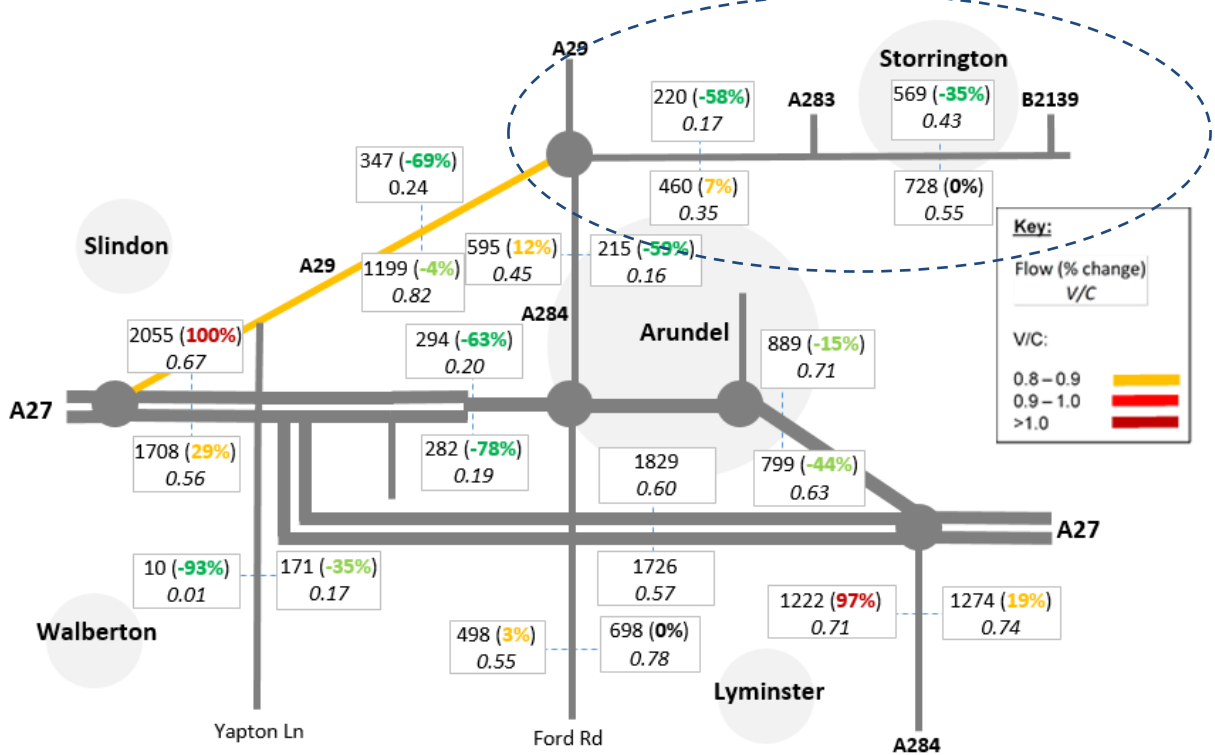 A29
Storrington
220 (-58%)
0.17
A283
569 (-35%)
0.43
B2139
347 (-69%)
0.24
460 (7%)
0.35
728 (0%)
0.55
Slindon
A29
1199 (-4%)
0.82
595 (12%)
0.45
215 (-59%)
0.16
Key:
Flow (% change)
V/C
V/C:
0.8 – 0.9
0.9 – 1.0
>1.0
A284
Arundel
2055 (100%)
0.67
294 (-63%)
0.20
889 (-15%)
0.71
A27
1708 (29%)
0.56
282 (-78%)
0.19
1829
0.60
799 (-44%)
0.63
A27
10 (-93%)
0.01
171 (-35%)
0.17
1726
0.57
1222 (97%)
0.71
1274 (19%)
0.74
Walberton
498 (3%)
0.55
698 (0%)
0.78
Lyminster
Yapton Ln
Ford Rd
A284